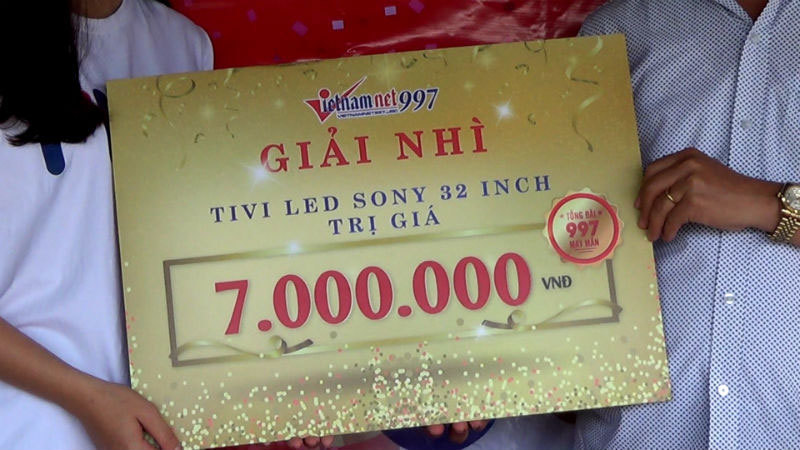 Vietnamnet997
GIẢI NHÌ
TIVI LED SONY 32 INCH
TRỊ GIÁ
TỔNG ĐÀI
997
MAY MẮN
7.000.000 VNĐ